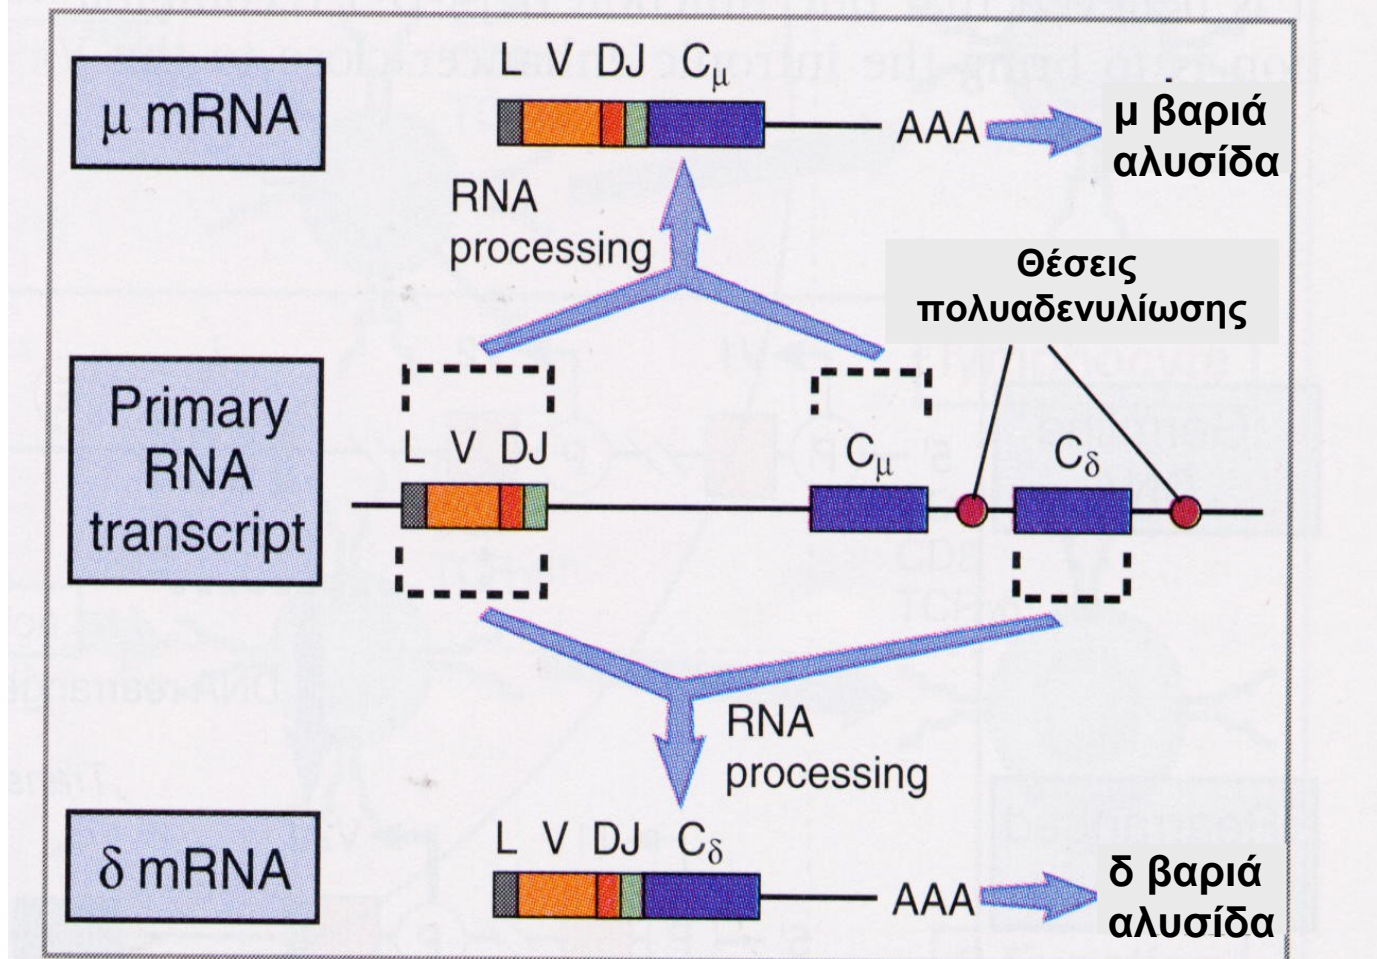 L V DJ Cμ
μ mRNA
AAA
μ βαριά
αλυσίδα
RNA
processing
Θέσεις
πολυαδενυλίωσης
Primary
RNA
transcript
L V DJ
Cμ
Cδ
RNA
processing
L V DJ Cδ
δ mRNA
AAA
δ βαριά
αλυσίδα